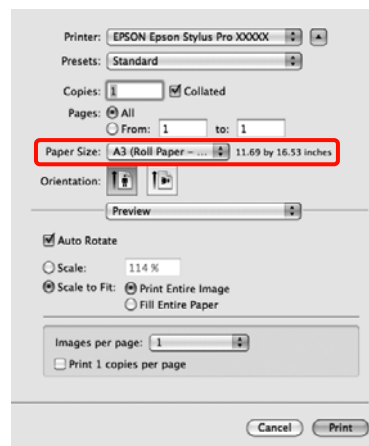 Printer: EPSON Epson Stylus Pro XXXXX
Presets: Standard
Copies: 1 Collated
Pages: All
From: 1 to: 1
Paper Size: A3 (Roll Paper – ... 11.69 by 16.53 inches
Orientation:
Preview
Auto Rotate
Scale: 114 %
Scale to Fit: Print Entire Image
Fill Entire Paper
Images per page: 1
Print 1 copies per page
Cancel Print